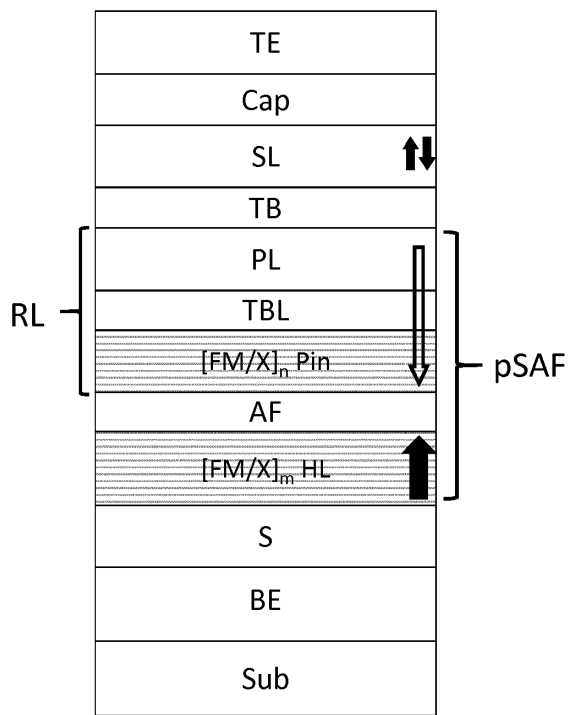 TE
Cap
SL
TB
PL
RL
TBL
[FM/X]n Pin
pSAF
AF
[FM/X]m HL
S
BE
Sub